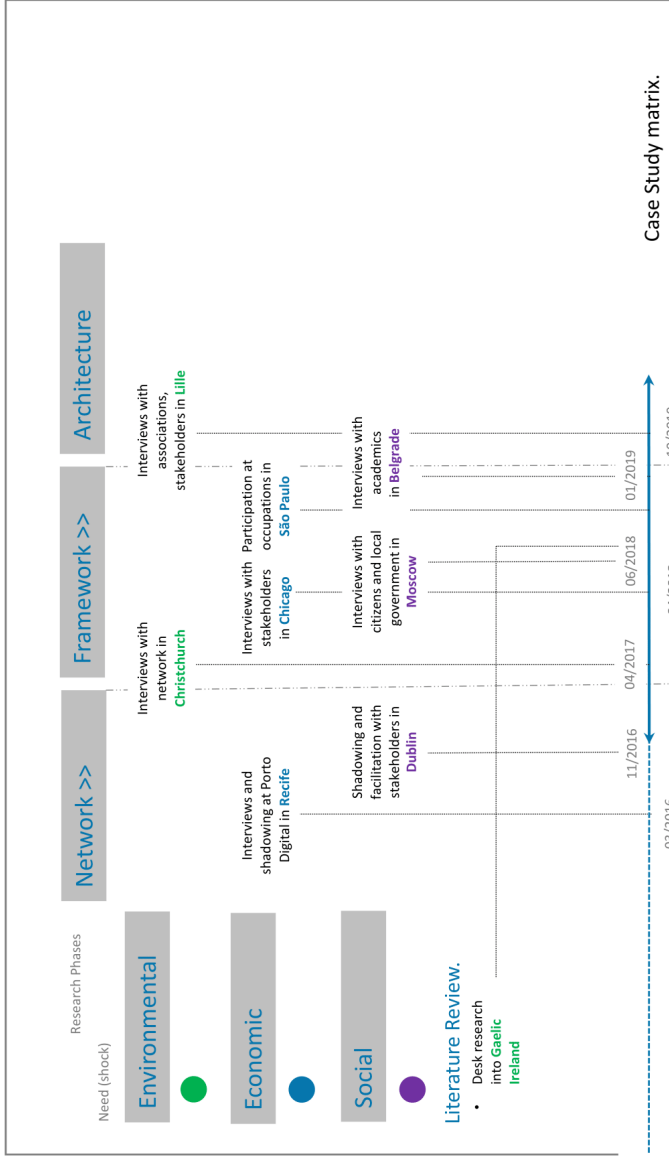 Research Phases
Need (shock)
Network >>
Framework >>
Architecture
Environmental
Interviews with
network in
Christchurch
Interviews with
associations,
stakeholders in Lille
Economic
Interviews and
shadowing at Porto
Digital in Recife
Interviews with
stakeholders
in Chicago
Participation at
occupations in
São Paulo
Social
Shadowing and
facilitation with
stakeholders in
Dublin
Interviews with
citizens and local
government in
Moscow
Interviews with
academics
in Belgrade
Literature Review.
• Desk research
into Gaelic
Ireland
11/2016
04/2017
06/2018
01/2019
Case Study matrix.